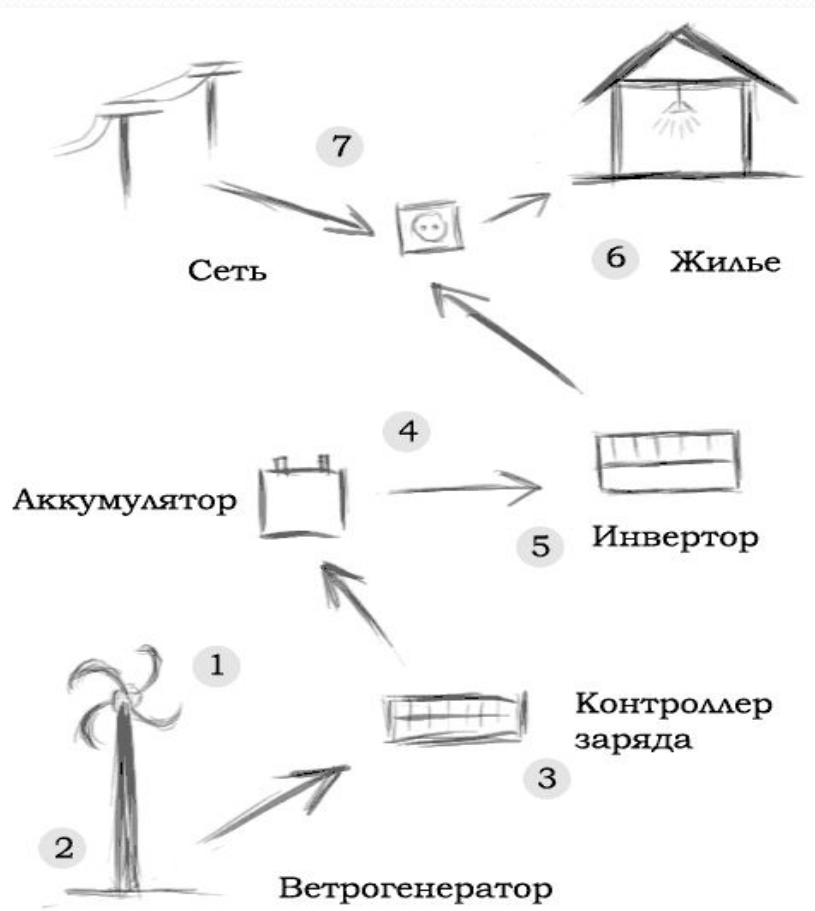 7
Сеть
6 Жилье
4
Аккумулятор
5 Инвертор
1
Контроллер
заряда
3
2
Ветрогенератор